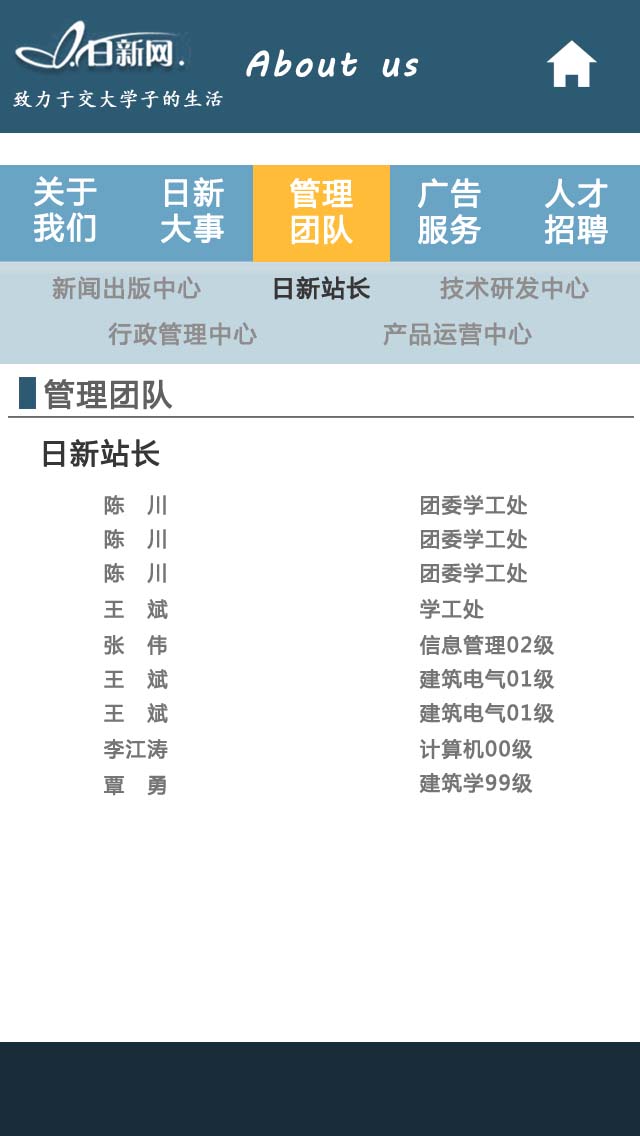 日新网.
About us
致力于交大学子的生活
关于 日新 管理 广告 人才
我们 大事 团队 服务 招聘
新闻出版中心 日新站长 技术研发中心
行政管理中心 产品运营中心
管理团队
日新站长
陈 川 团委学工处
陈 川 团委学工处
陈 川 团委学工处
王 斌 学工处
张 伟 信息管理02级
王 斌 建筑电气01级
王 斌 建筑电气01级
李江涛 计算机00级
覃 勇 建筑学99级